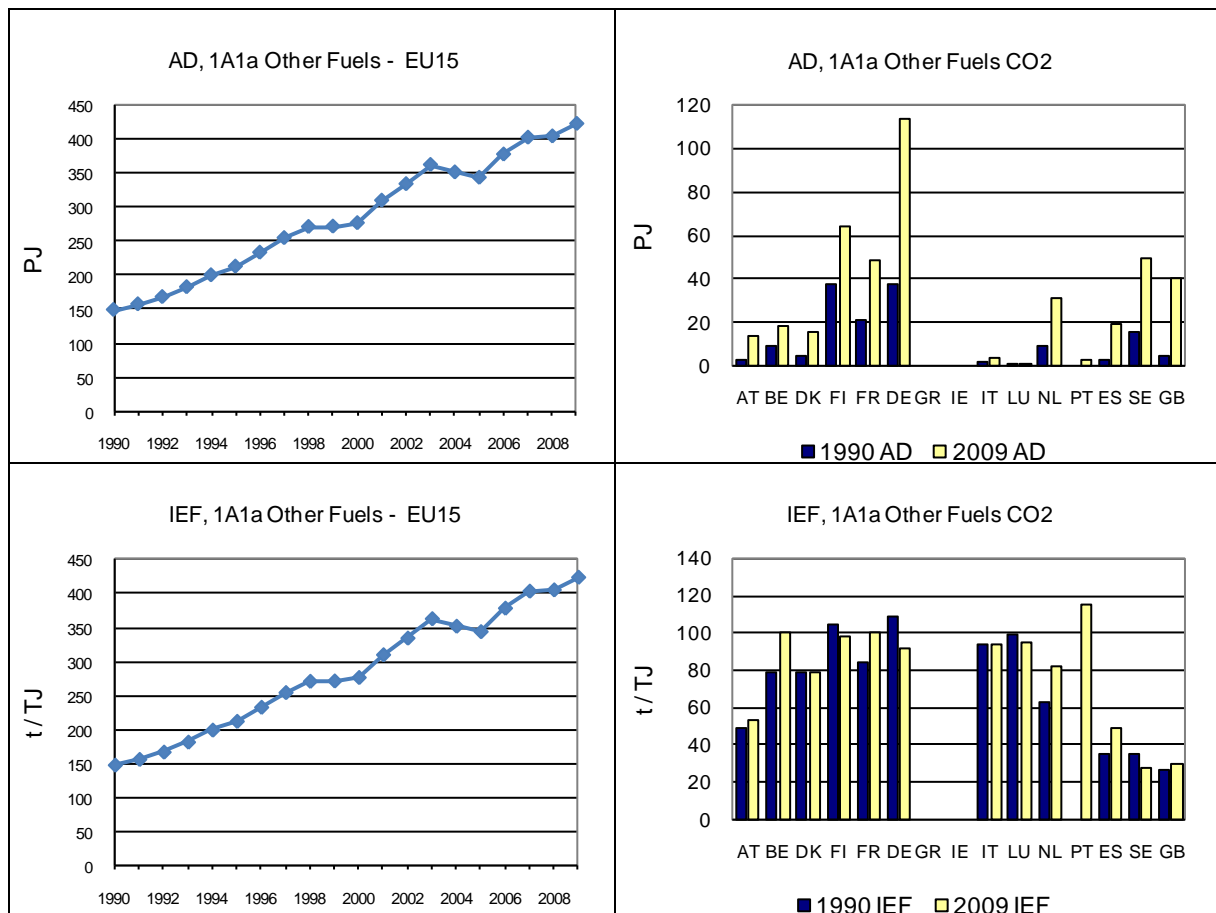 AD, 1A1a Other Fuels - EU15
450
400
350
300
250
200
150
100
50
0
PJ
1990 1992 1994 1996 1998 2000 2002 2004 2006 2008
AD, 1A1a Other Fuels CO2
120
100
80
60
40
20
0
PJ
AT BE DK FI FR DE GR IE IT LU NL PT ES SE GB
1990 AD 2009 AD
IEF, 1A1a Other Fuels - EU15
450
400
350
300
250
200
150
100
50
0
t / TJ
1990 1992 1994 1996 1998 2000 2002 2004 2006 2008
IEF, 1A1a Other Fuels CO2
140
120
100
80
60
40
20
0
t / TJ
AT BE DK FI FR DE GR IE IT LU NL PT ES SE GB
1990 IEF 2009 IEF